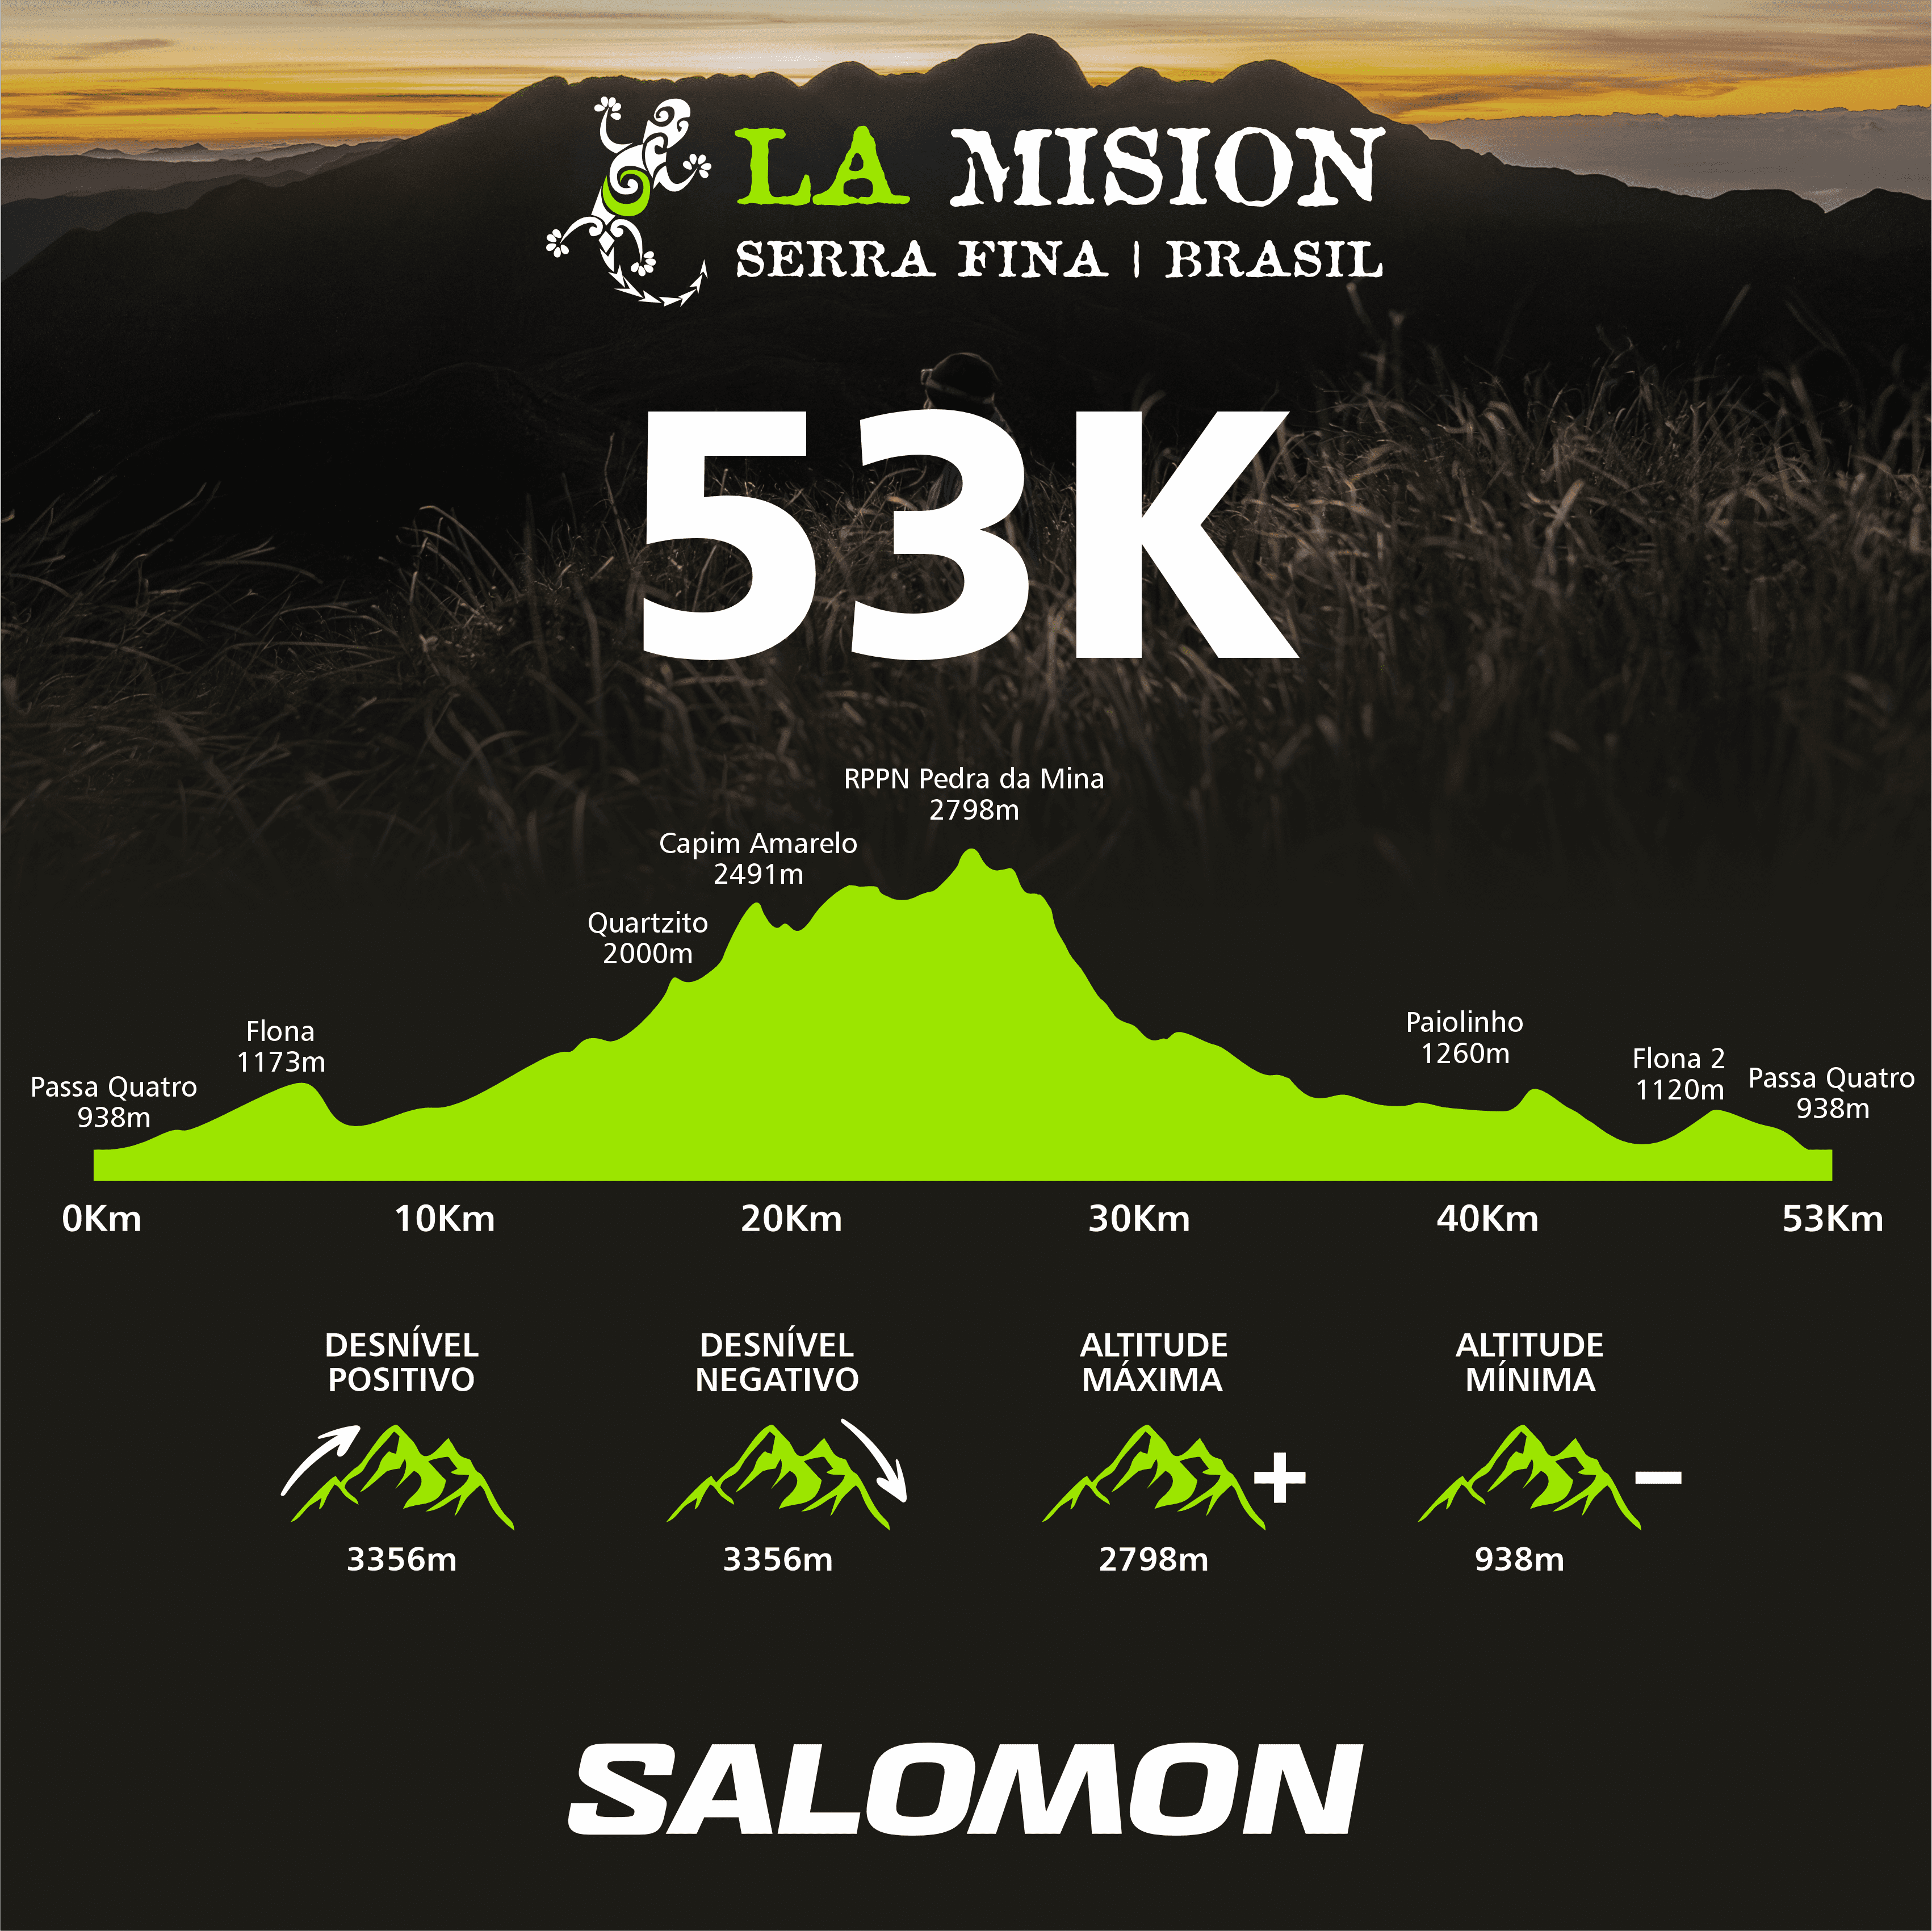 LA MISION
SERRA FINA | BRASIL
53K
RPPN Pedra da Mina
2798m
Capim Amarelo
2491m
Quartzito
2000m
Flona
1173m
Passa Quatro
938m
Paiolinho
1260m
Flona 2
1120m
Passa Quatro
938m
0Km 10Km 20Km 30Km 40Km 53Km
DESNÍVEL
POSITIVO
3356m
DESNÍVEL
NEGATIVO
3356m
ALTITUDE
MÁXIMA
+
2798m
ALTITUDE
MÍNIMA
–
938m
SALOMON